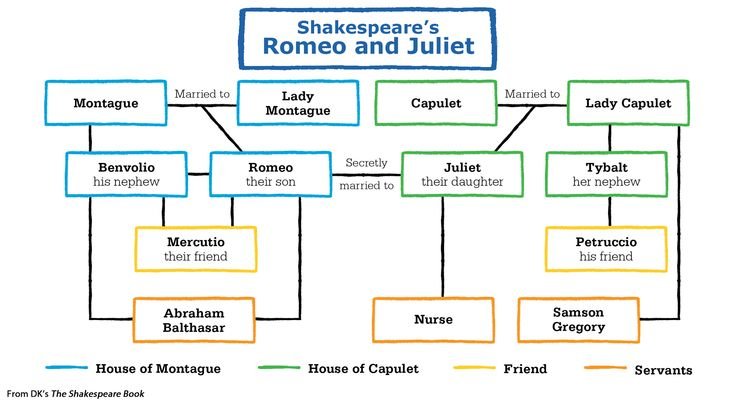 Shakespeare's
Romeo and Juliet
Montague
Married to
Lady
Montague
Capulet
Married to
Lady Capulet
Benvolio
his nephew
Romeo
their son
Secretly
married to
Juliet
their daughter
Tybalt
her nephew
Mercutio
their friend
Petruccio
his friend
Abraham
Balthasar
Nurse
Samson
Gregory
House of Montague
House of Capulet
Friend
Servants
From DK's The Shakespeare Book